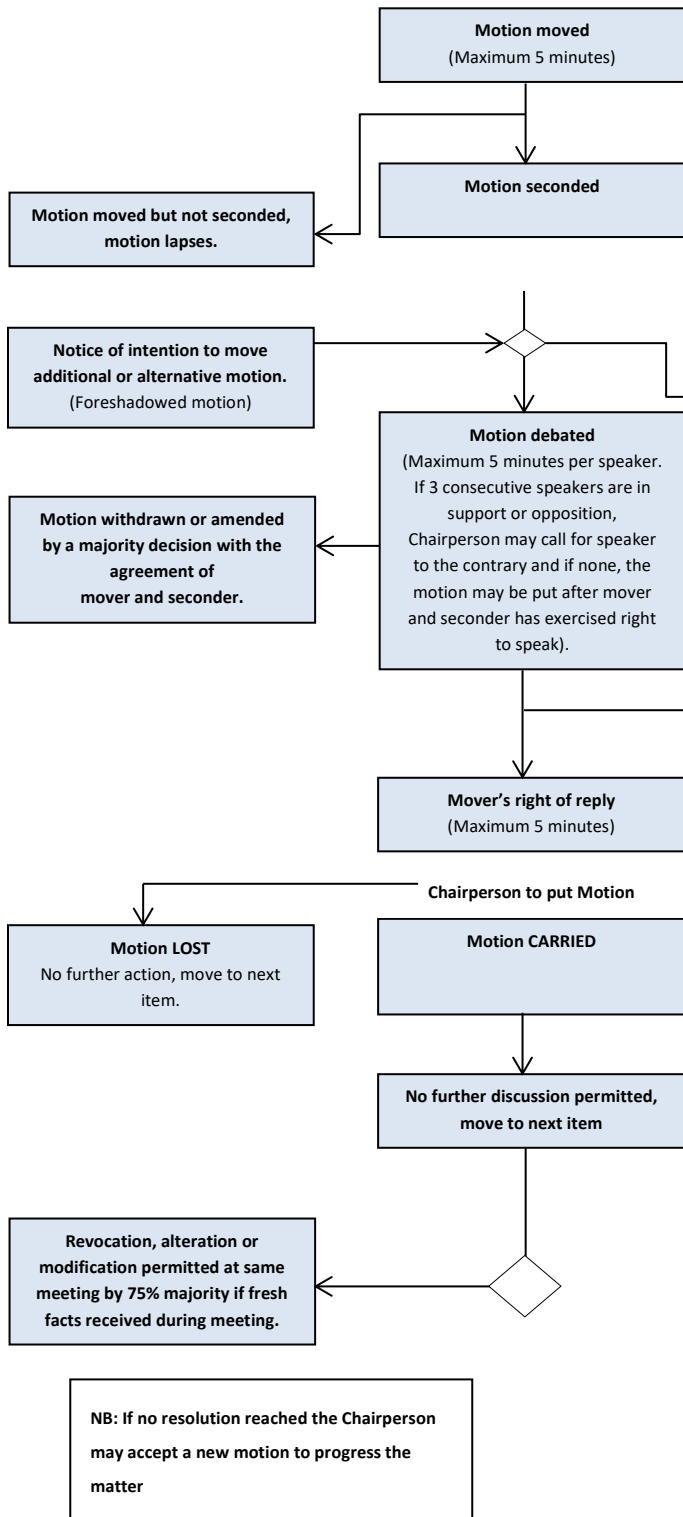 Motion moved
(Maximum 5 minutes)
Motion seconded
Motion moved but not seconded,
motion lapses.
Notice of intention to move
additional or alternative motion.
(Foreshadowed motion)
Motion debated
(Maximum 5 minutes per speaker.
If 3 consecutive speakers are in
support or opposition,
Chairperson may call for speaker
to the contrary and if none, the
motion may be put after mover
and seconder has exercised right
to speak).
Motion withdrawn or amended
by a majority decision with the
agreement of
mover and seconder.
Mover’s right of reply
(Maximum 5 minutes)
Chairperson to put Motion
Motion LOST
No further action, move to next
item.
Motion CARRIED
No further discussion permitted,
move to next item
Revocation, alteration or
modification permitted at same
meeting by 75% majority if fresh
facts received during meeting.
NB: If no resolution reached the Chairperson
may accept a new motion to progress the
matter